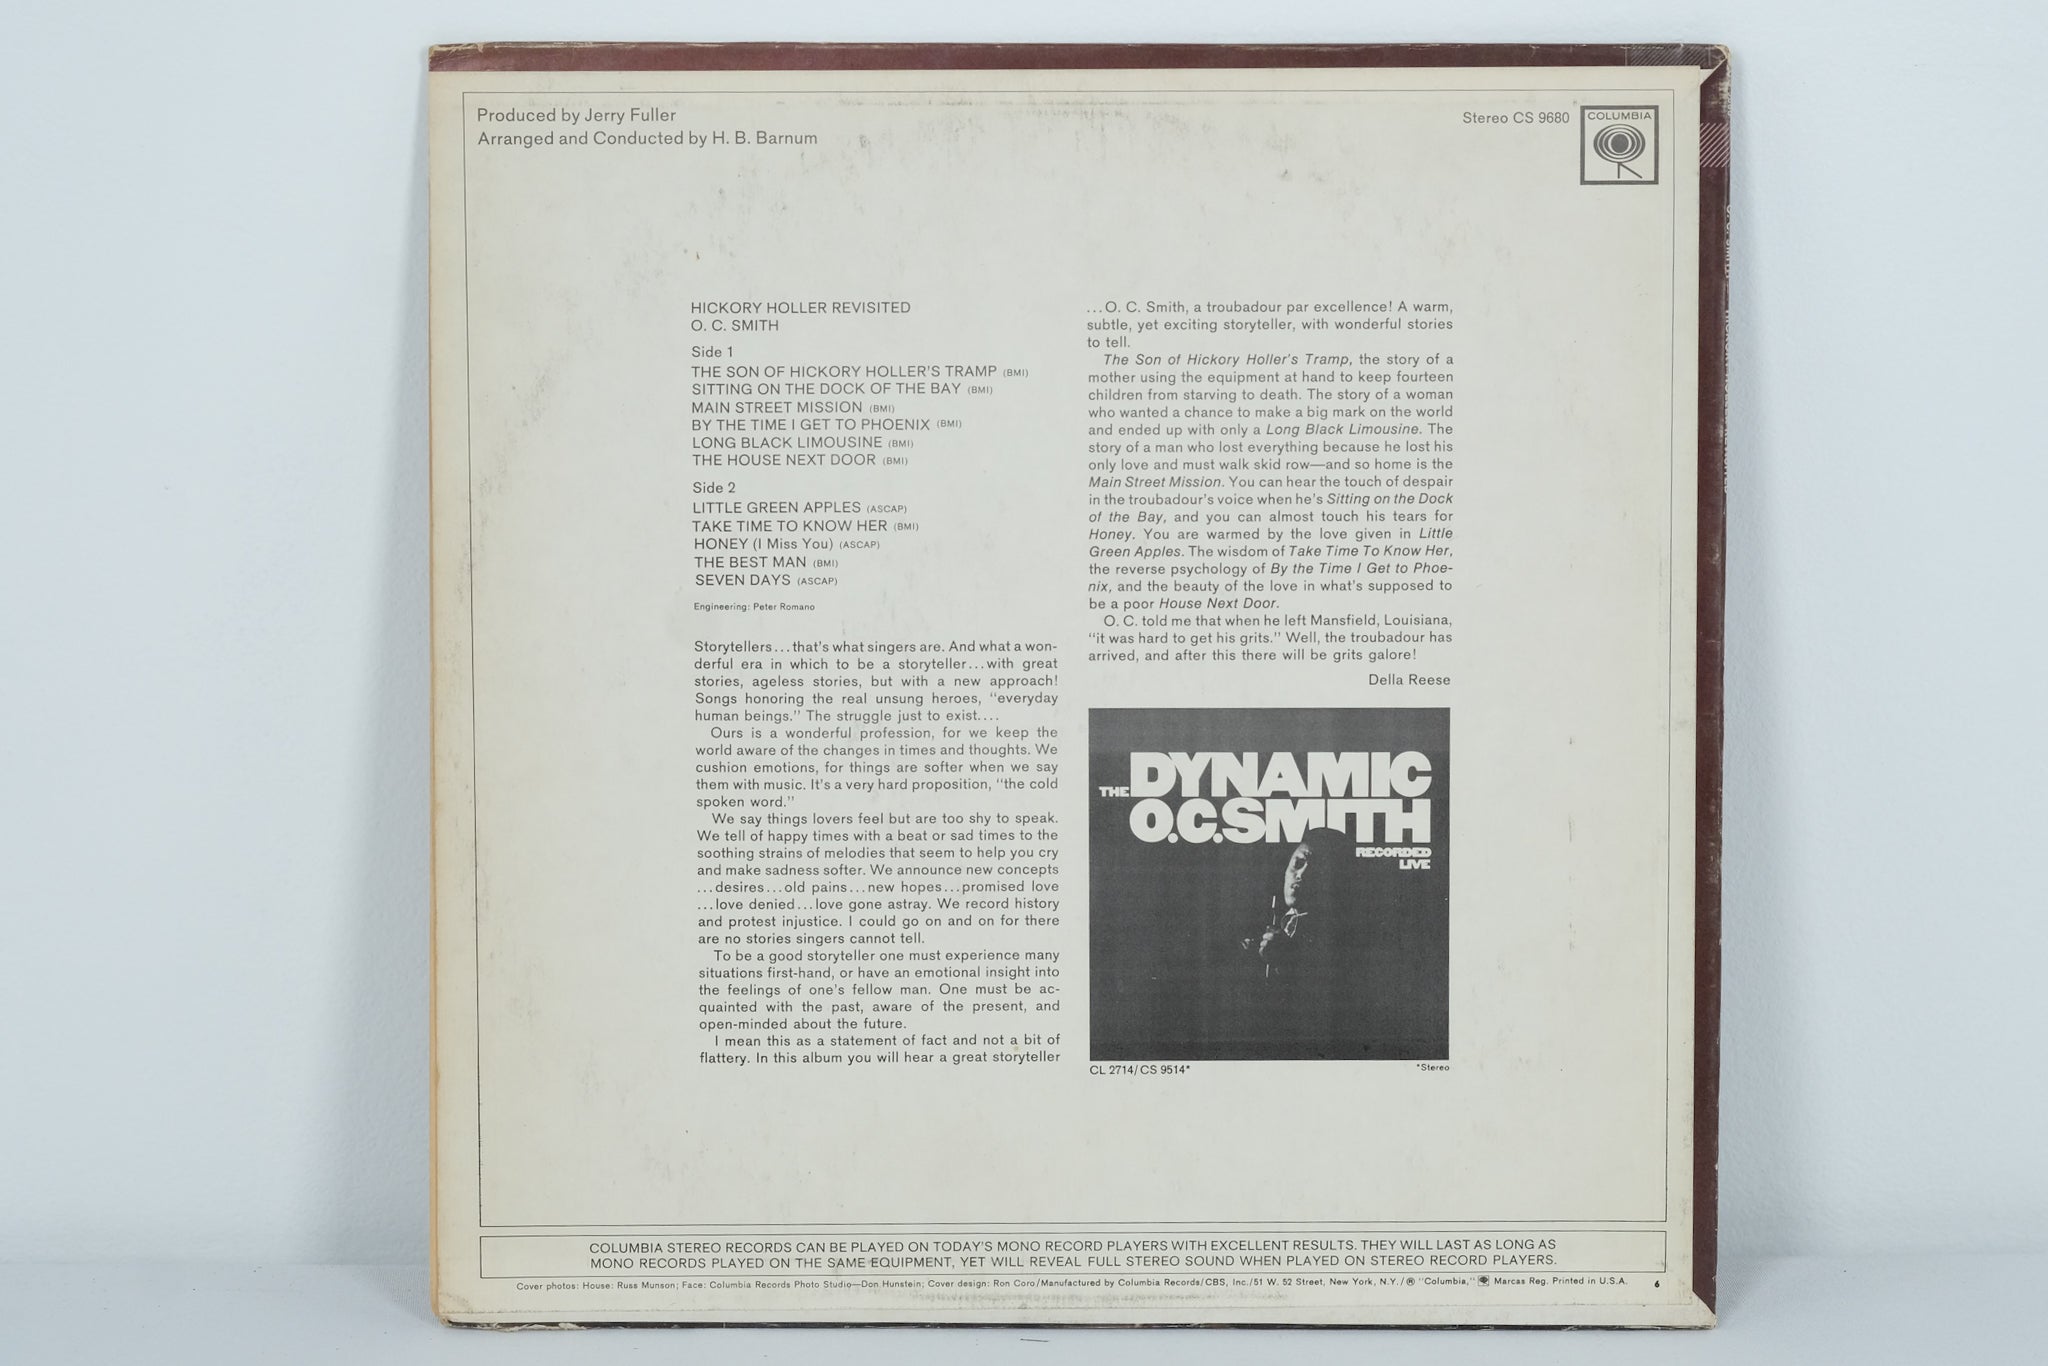 Produced by Jerry Fuller
Arranged and Conducted by H. B. Barnum
Stereo CS 9680
COLUMBIA
HICKORY HOLLER REVISITED
O. C. SMITH
Side 1
THE SON OF HICKORY HOLLER'S TRAMP (BMI)
SITTING ON THE DOCK OF THE BAY (BMI)
MAIN STREET MISSION (BMI)
BY THE TIME I GET TO PHOENIX (BMI)
LONG BLACK LIMOUSINE (BMI)
THE HOUSE NEXT DOOR (BMI)
Side 2
LITTLE GREEN APPLES (ASCAP)
TAKE TIME TO KNOW HER (BMI)
HONEY (I Miss You) (ASCAP)
THE BEST MAN (BMI)
SEVEN DAYS (ASCAP)
Engineering: Peter Romano
Storytellers...that's what singers are. And what a won-
derful era in which to be a storyteller...with great
stories, ageless stories, but with a new approach!
Songs honoring the real unsung heroes, "everyday
human beings." The struggle just to exist....
Ours is a wonderful profession, for we keep the
world aware of the changes in times and thoughts. We
cushion emotions, for things are softer when we say
them with music. It's a very hard proposition, "the cold
spoken word."
We say things lovers feel but are too shy to speak.
We tell of happy times with a beat or sad times to the
soothing strains of melodies that seem to help you cry
and make sadness softer. We announce new concepts
...desires...old pains...new hopes...promised love
...love denied...love gone astray. We record history
and protest injustice. I could go on and on for there
are no stories singers cannot tell.
To be a good storyteller one must experience many
situations first-hand, or have an emotional insight into
the feelings of one's fellow man. One must be ac-
quainted with the past, aware of the present, and
open-minded about the future.
I mean this as a statement of fact and not a bit of
flattery. In this album you will hear a great storyteller
...O. C. Smith, a troubadour par excellence! A warm,
subtle, yet exciting storyteller, with wonderful stories
to tell.
The Son of Hickory Holler's Tramp, the story of a
mother using the equipment at hand to keep fourteen
children from starving to death. The story of a woman
who wanted a chance to make a big mark on the world
and ended up with only a Long Black Limousine. The
story of a man who lost everything because he lost his
only love and must walk skid row—and so home is the
Main Street Mission. You can hear the touch of despair
in the troubadour's voice when he's Sitting on the Dock
of the Bay, and you can almost touch his tears for
Honey. You are warmed by the love given in Little
Green Apples. The wisdom of Take Time To Know Her,
the reverse psychology of By the Time I Get to Phoe-
nix, and the beauty of the love in what's supposed to
be a poor House Next Door.
O. C. told me that when he left Mansfield, Louisiana,
"it was hard to get his grits." Well, the troubadour has
arrived, and after this there will be grits galore!
Della Reese
THE DYNAMIC
O.C.SMITH
RECORDED
LIVE
CL 2714/CS 9514*
*Stereo
COLUMBIA STEREO RECORDS CAN BE PLAYED ON TODAY'S MONO RECORD PLAYERS WITH EXCELLENT RESULTS. THEY WILL LAST AS LONG AS
MONO RECORDS PLAYED ON THE SAME EQUIPMENT, YET WILL REVEAL FULL STEREO SOUND WHEN PLAYED ON STEREO RECORD PLAYERS.
Cover photos: House: Russ Munson; Face: Columbia Records Photo Studio—Don Hunstein; Cover design: Ron Coro/Manufactured by Columbia Records/CBS, Inc./51 W. 52 Street, New York, N.Y./® "Columbia," Marcas Reg. Printed in U.S.A. 6